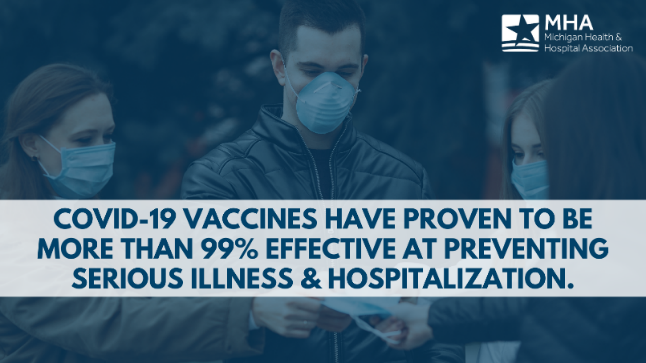 MHA
Michigan Health &
Hospital Association
COVID-19 VACCINES HAVE PROVEN TO BE
MORE THAN 99% EFFECTIVE AT PREVENTING
SERIOUS ILLNESS & HOSPITALIZATION.